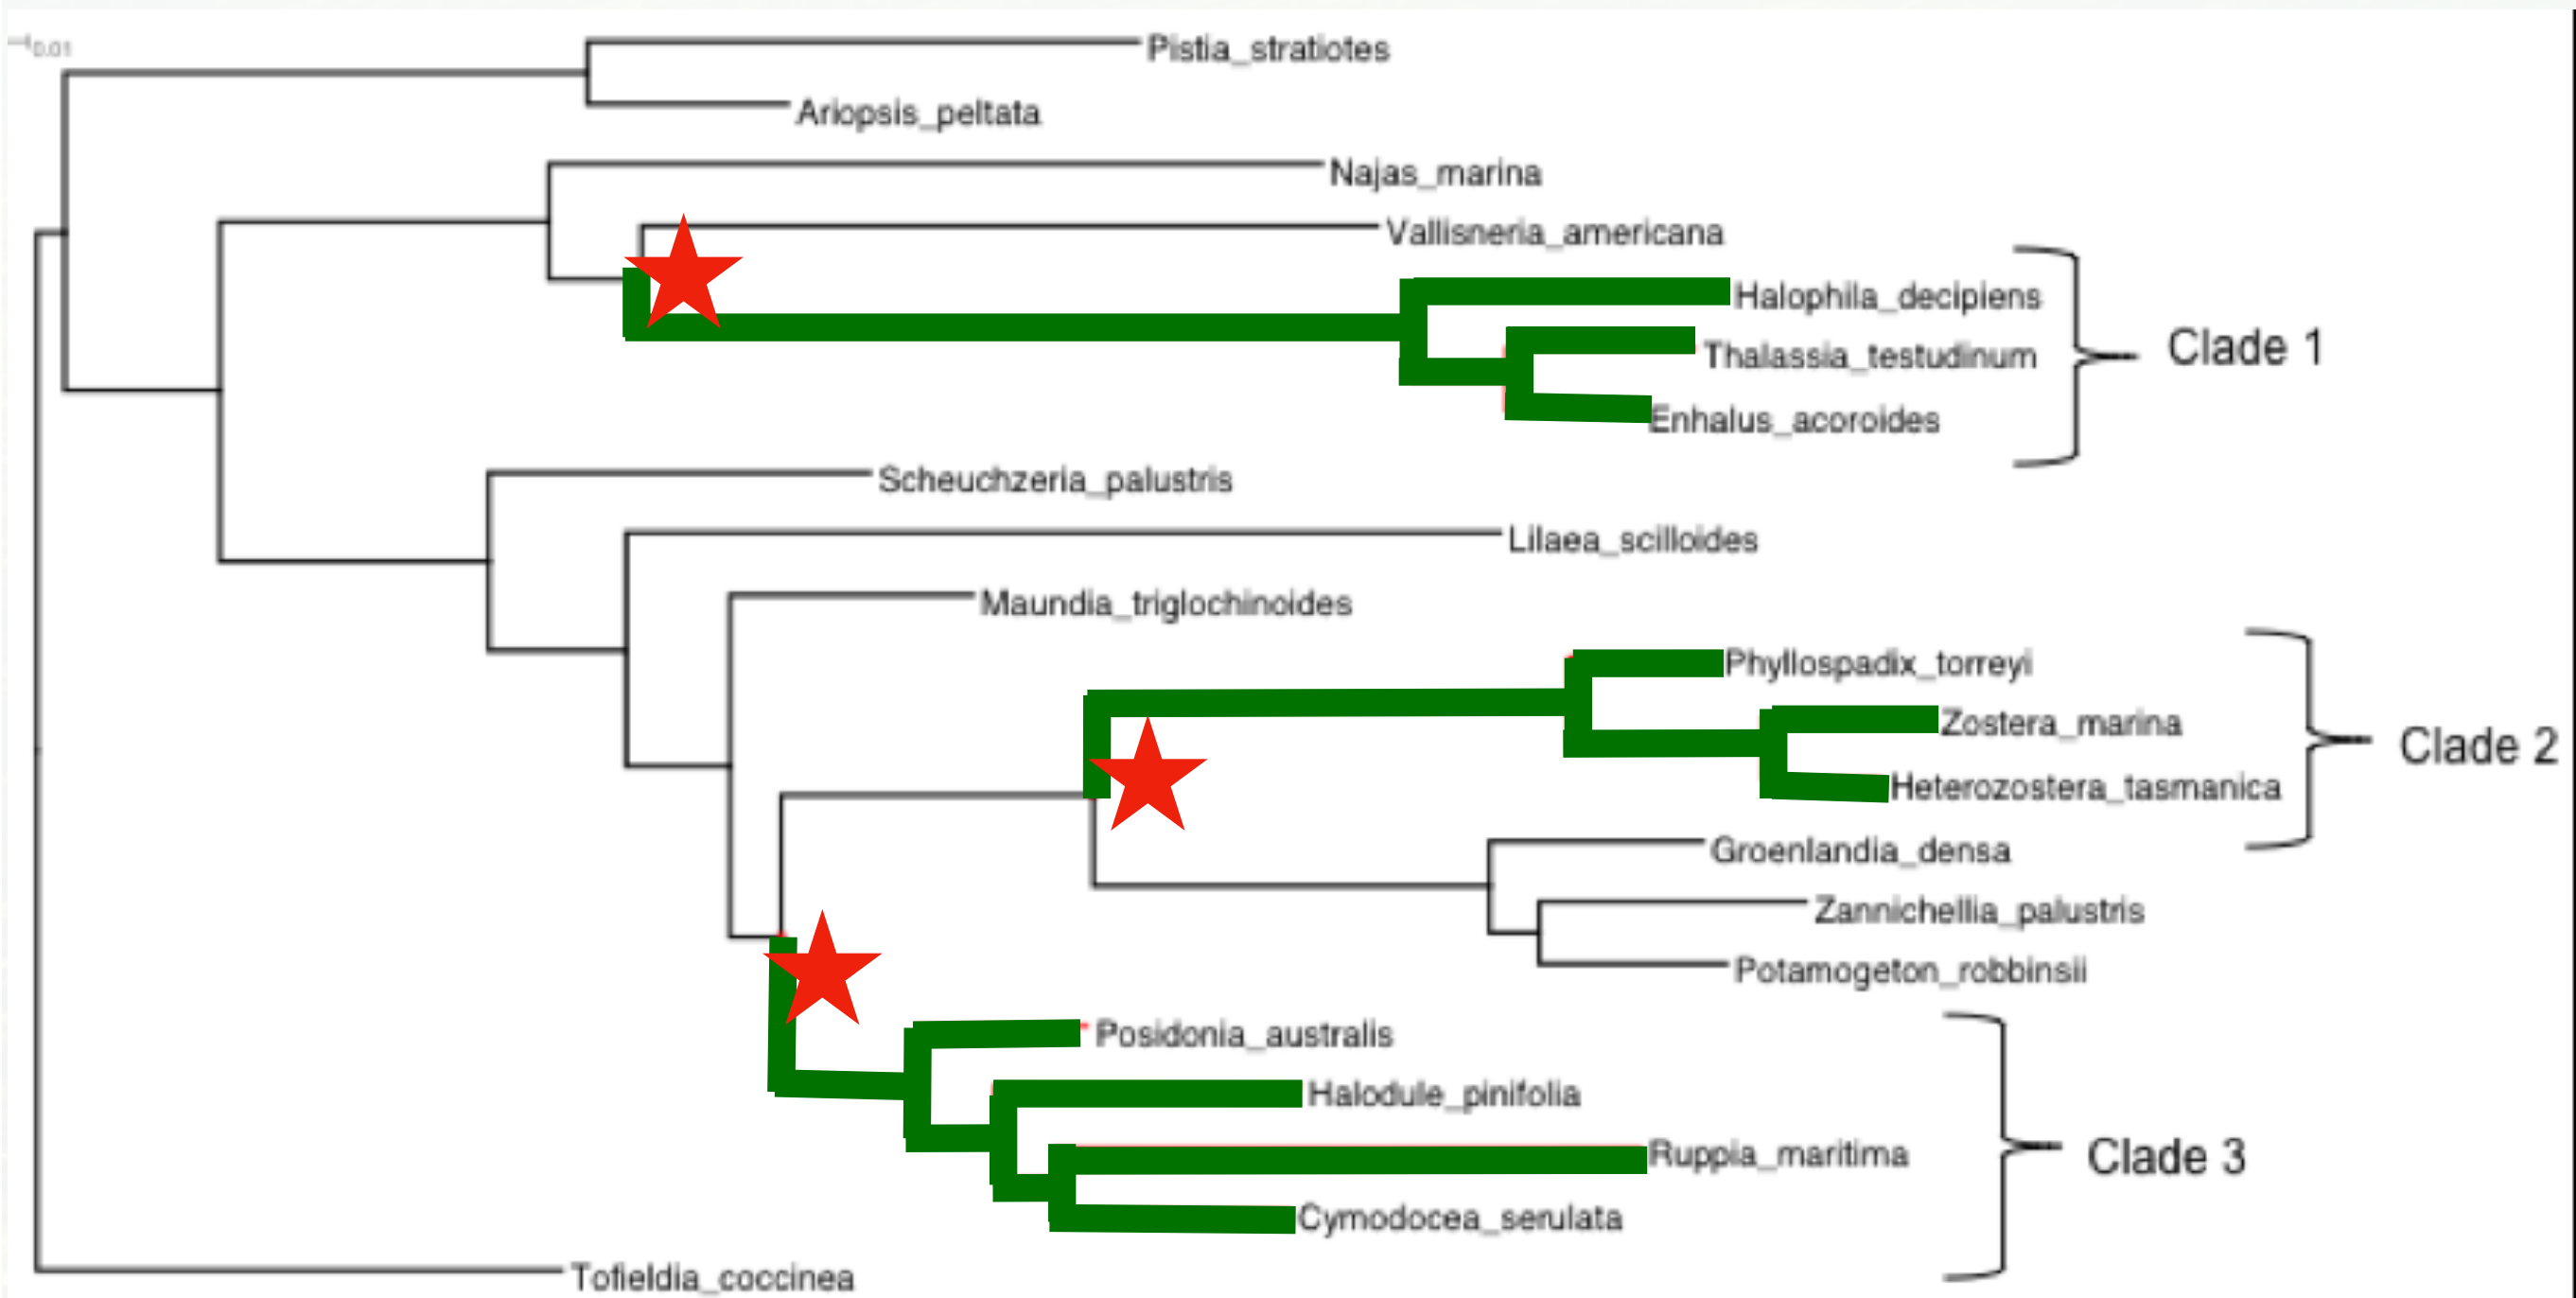 0.01
Pistia_stratiotes
Ariopsis_peltata
Najas_marina
Vallisneria_americana
Halophila_decipiens
Thalassia_testudinum
Clade 1
Enhalus_acoroides
Scheuchzeria_palustris
Lilaea_scilloides
Maundia_triglochinoides
Phyllospadix_torreyi
Zostera_marina
Clade 2
Heterozostera_tasmanica
Groenlandia_densa
Zannichellia_palustris
Potamogeton_robbinsii
Posidonia_australis
Halodule_pinifolia
Ruppia_maritima
Clade 3
Cymodocea_serulata
Tofieldia_coccinea